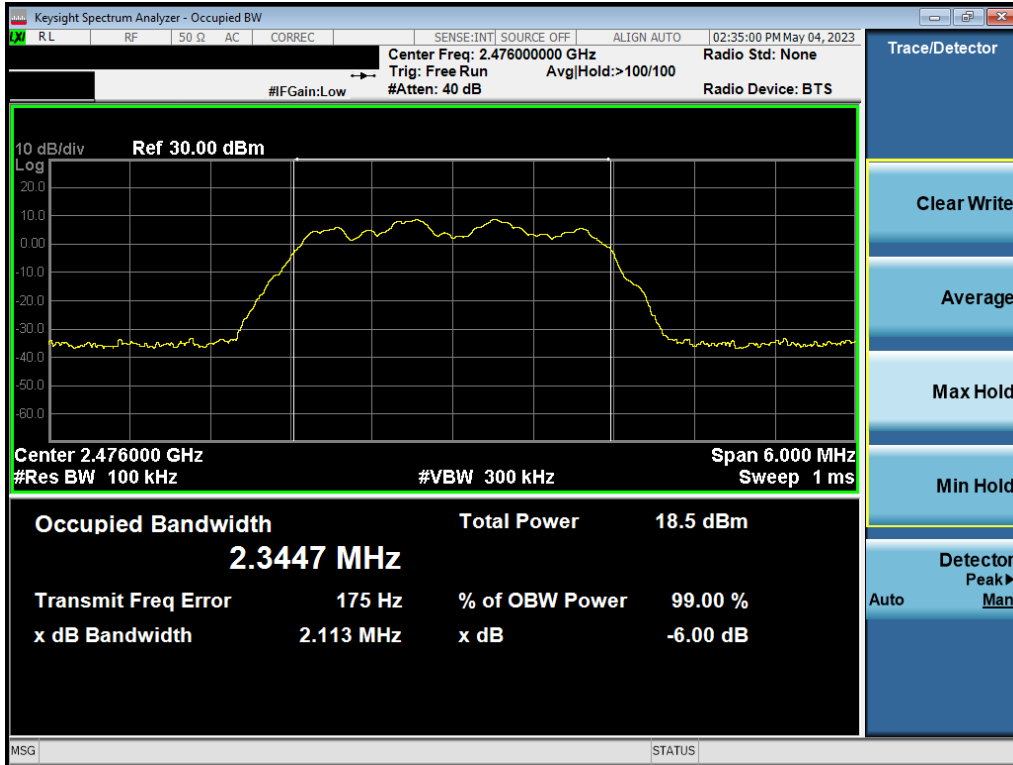 Keysight Spectrum Analyzer - Occupied BW
LXI RL RF 50 Ω AC CORREC SENSE:INT SOURCE OFF ALIGN AUTO 02:35:00 PM May 04, 2023
Center Freq: 2.476000000 GHz Radio Std: None
Trig: Free Run Avg|Hold:>100/100
#IFGain:Low #Atten: 40 dB Radio Device: BTS
10 dB/div Ref 30.00 dBm
Log
20.0
10.0
0.00
-10.0
-20.0
-30.0
-40.0
-50.0
-60.0
Center 2.476000 GHz Span 6.000 MHz
#Res BW 100 kHz #VBW 300 kHz Sweep 1 ms
Occupied Bandwidth Total Power 18.5 dBm
2.3447 MHz
Transmit Freq Error 175 Hz % of OBW Power 99.00 %
x dB Bandwidth 2.113 MHz x dB -6.00 dB
MSG STATUS
Trace/Detector
Clear Write
Average
Max Hold
Min Hold
Detector
Peak▶
Auto Man